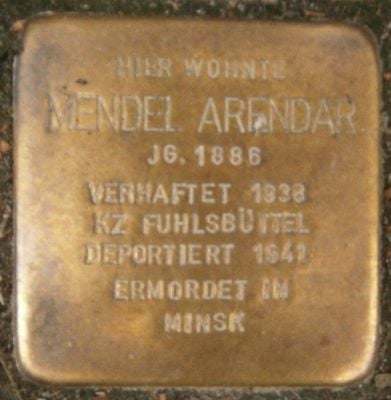 HIER WOHNTE
MENDEL ARENDAR
JG. 1886
VERHAFTET 1938
KZ FUHLSBÜTTEL
DEPORTIERT 1941
ERMORDET IN
MINSK